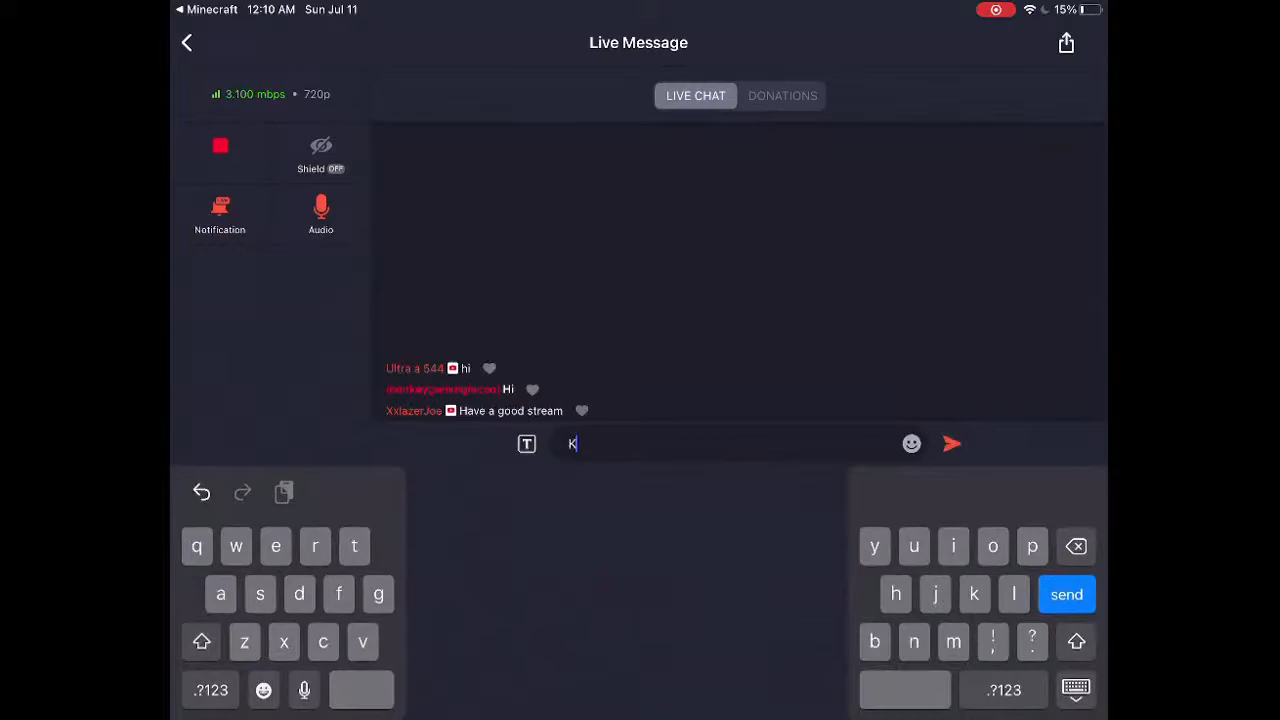 Minecraft 12:10 AM Sun Jul 11 15%
Live Message
3.100 mbps • 720p
LIVE CHAT DONATIONS
Shield OFF
Notification Audio
Ultra a 544 hi
Hi
XxlazerJoe Have a good stream
T K
q w e r t y u i o p
a s d f g h j k l send
z x c v b n m ! , ? .
.?123 .?123